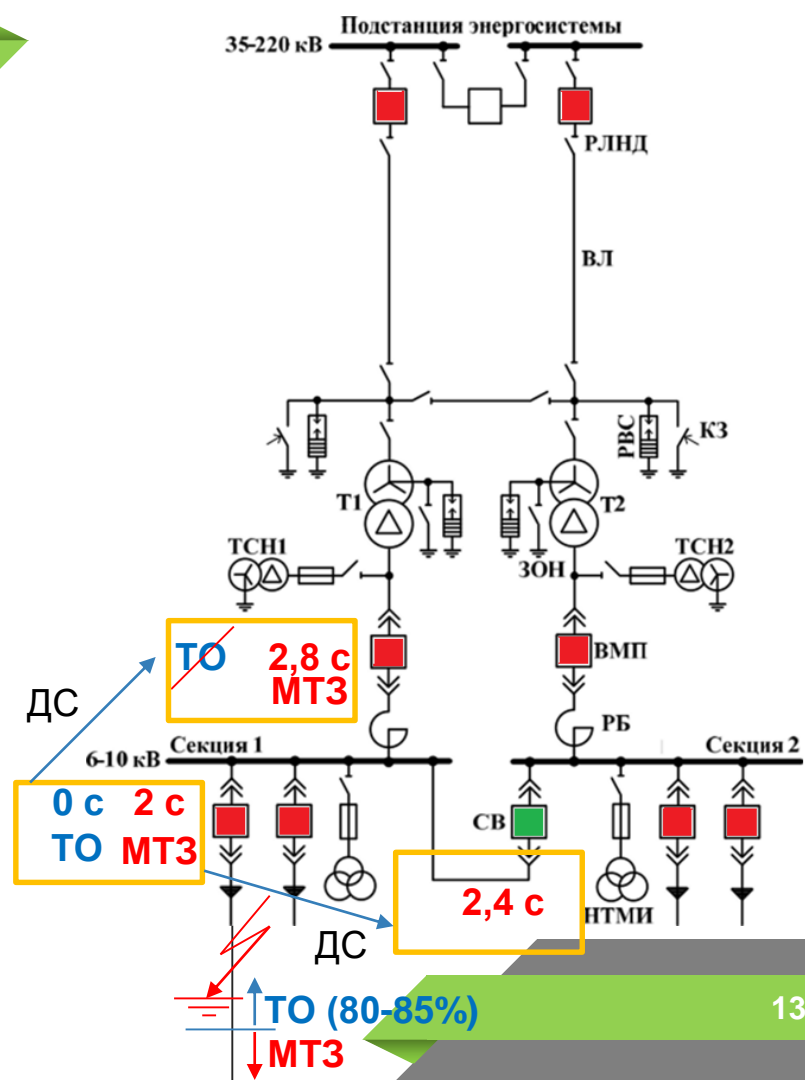 Подстанция энергосистемы
35-220 кВ
РЛНД
ВЛ
РВС
КЗ
Т1
Т2
ТСН1
ТСН2
ЗОН
ТО 2,8 с
МТЗ
ВМП
ДС
РБ
Секция 1
Секция 2
6-10 кВ
0 с 2 с
ТО МТЗ
СВ
2,4 с
НТМИ
ДС
ТО (80-85%)
13
МТЗ